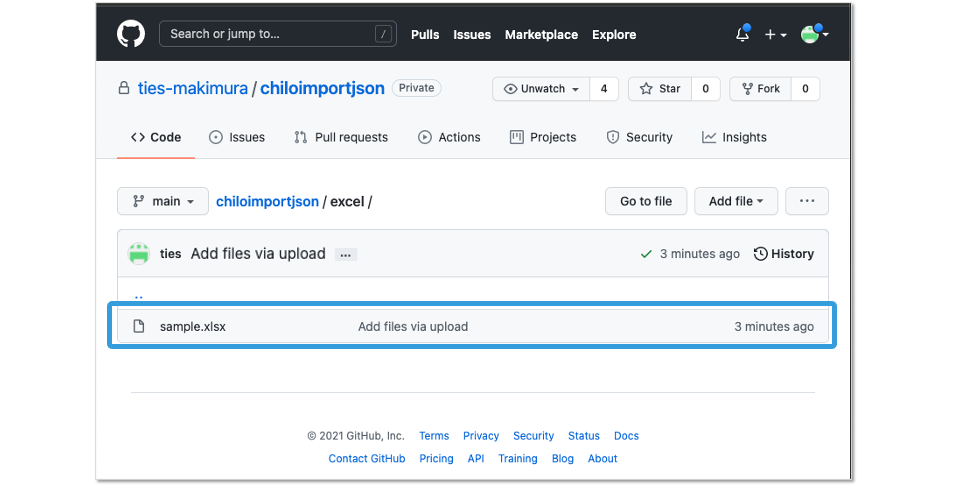 Search or jump to... / Pulls Issues Marketplace Explore
ties-makimura / chiloimportjson Private Unwatch 4 Star 0 Fork 0
Code Issues Pull requests Actions Projects Security Insights
main chiloimportjson / excel / Go to file Add file ...
ties Add files via upload ... 3 minutes ago History
..
sample.xlsx Add files via upload 3 minutes ago
© 2021 GitHub, Inc. Terms Privacy Security Status Docs
Contact GitHub Pricing API Training Blog About